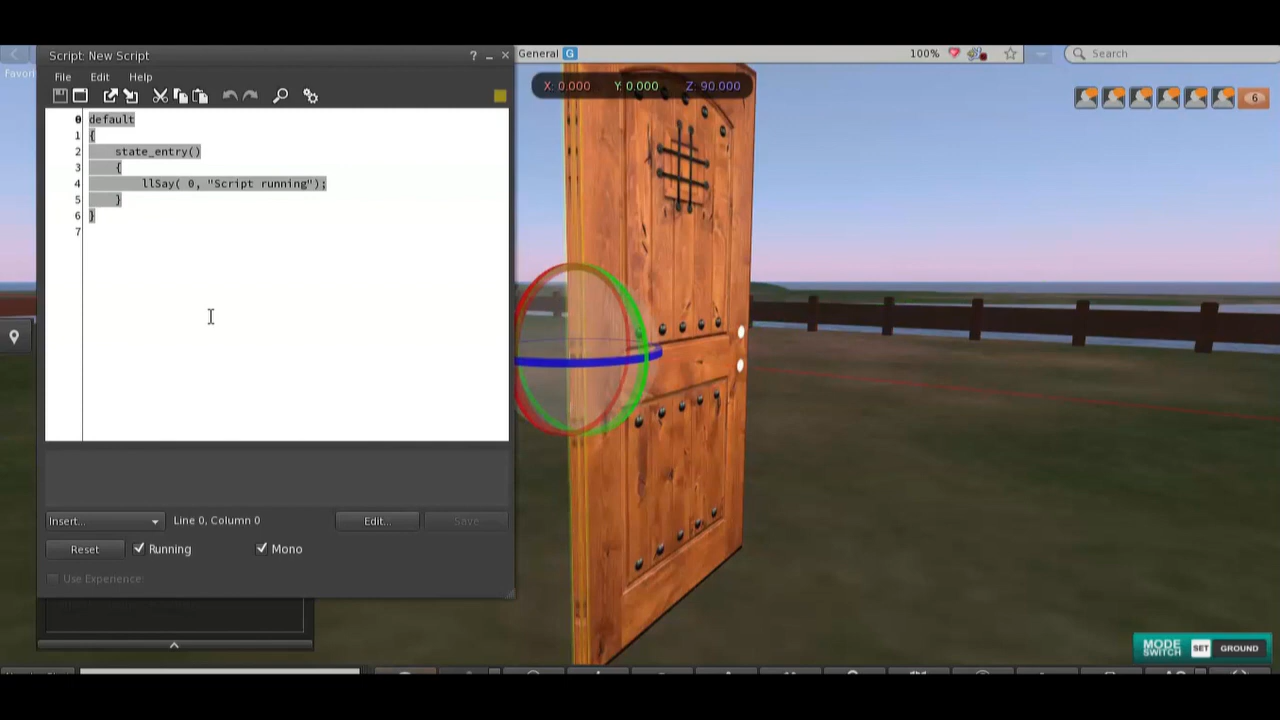 Script: New Script
? _ ×
General G
100%
Search
Favori
File Edit Help
X: 0.000 Y: 0.000 Z: 90.000
6
0 default
1 {
2 state_entry()
3 {
4 llSay( 0, "Script running");
5 }
6 }
7
Insert... Line 0, Column 0 Edit... Save
Reset Running Mono
Use Experience:
MODE SWITCH SET GROUND